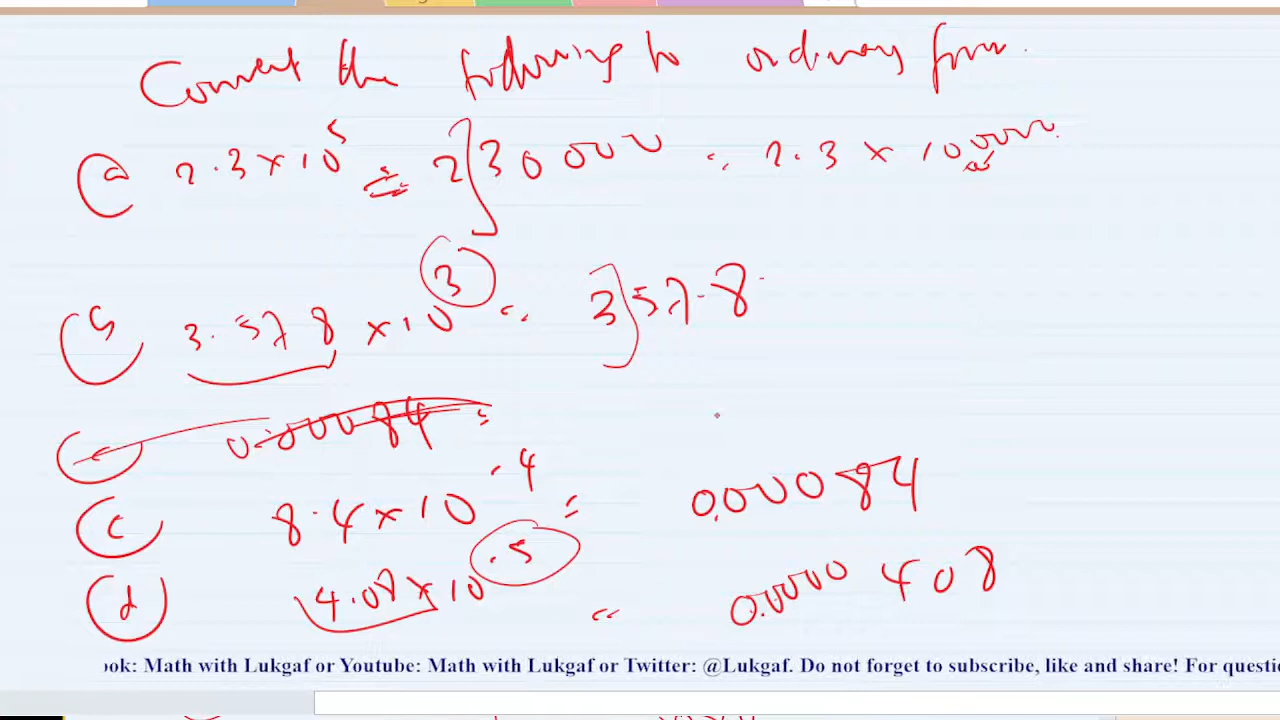 Convert the following to ordinary form.
a 2.3 × 10^5 = 230000 = 2.3 × 100000
b 3.578 × 10^3 = 3578
c 0.00084 =
c 8.4 × 10^-4 = 0.00084
d 4.08 × 10^-5 = 0.0000408
ook: Math with Lukgaf or Youtube: Math with Lukgaf or Twitter: @Lukgaf. Do not forget to subscribe, like and share! For questi